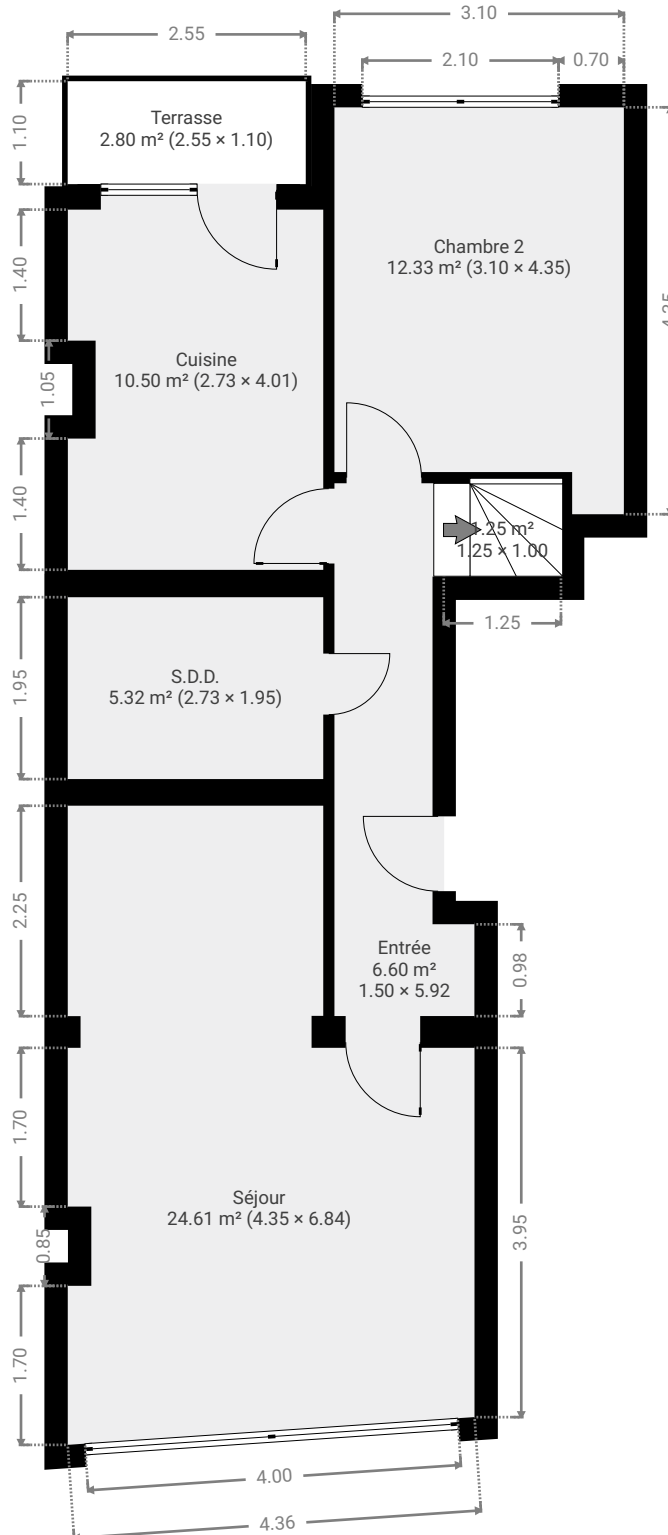 3.10
2.55
2.10
0.70
1.10
Terrasse
2.80 m² (2.55 × 1.10)
1.40
Chambre 2
12.33 m² (3.10 × 4.35)
4.35
Cuisine
10.50 m² (2.73 × 4.01)
1.05
1.40
1.25 m²
1.25 × 1.00
1.25
S.D.D.
5.32 m² (2.73 × 1.95)
1.95
2.25
Entrée
6.60 m²
1.50 × 5.92
0.98
1.70
Séjour
24.61 m² (4.35 × 6.84)
0.85
3.95
1.70
4.00
4.36